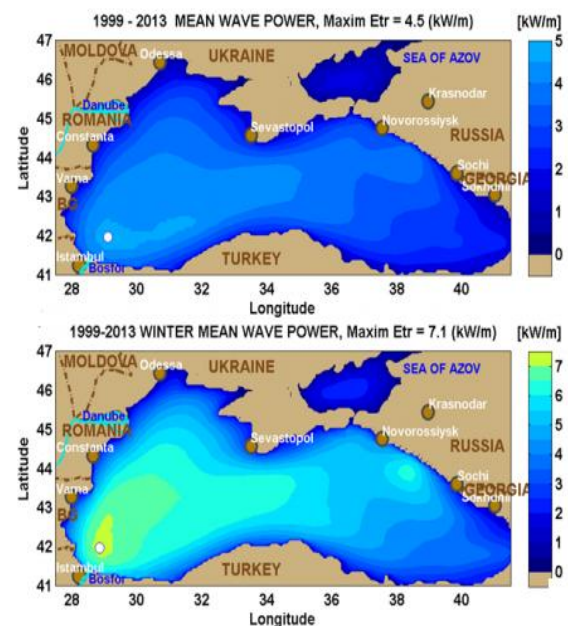 1999 - 2013 MEAN WAVE POWER, Maxim Etr = 4.5 (kW/m) [kW/m]
47
46
45
44
43
42
41
Latitude
MOLDOVA
Odessa
UKRAINE
SEA OF AZOV
Krasnodar
Danube
ROMANIA
Constanta
Sevastopol
Novorossiysk
RUSSIA
Varna
Sochi
GEORGIA
BG
TURKEY
Istanbul
Bosfor
28 30 32 34 36 38 40
Longitude
5
4
3
2
1
0
1999-2013 WINTER MEAN WAVE POWER, Maxim Etr = 7.1 (kW/m) [kW/m]
47
46
45
44
43
42
41
Latitude
MOLDOVA
Odessa
UKRAINE
SEA OF AZOV
Krasnodar
Danube
ROMANIA
Constanta
Sevastopol
Novorossiysk
RUSSIA
Varna
Sochi
GEORGIA
BG
TURKEY
Istanbul
Bosfor
28 30 32 34 36 38 40
Longitude
7
6
5
4
3
2
1
0